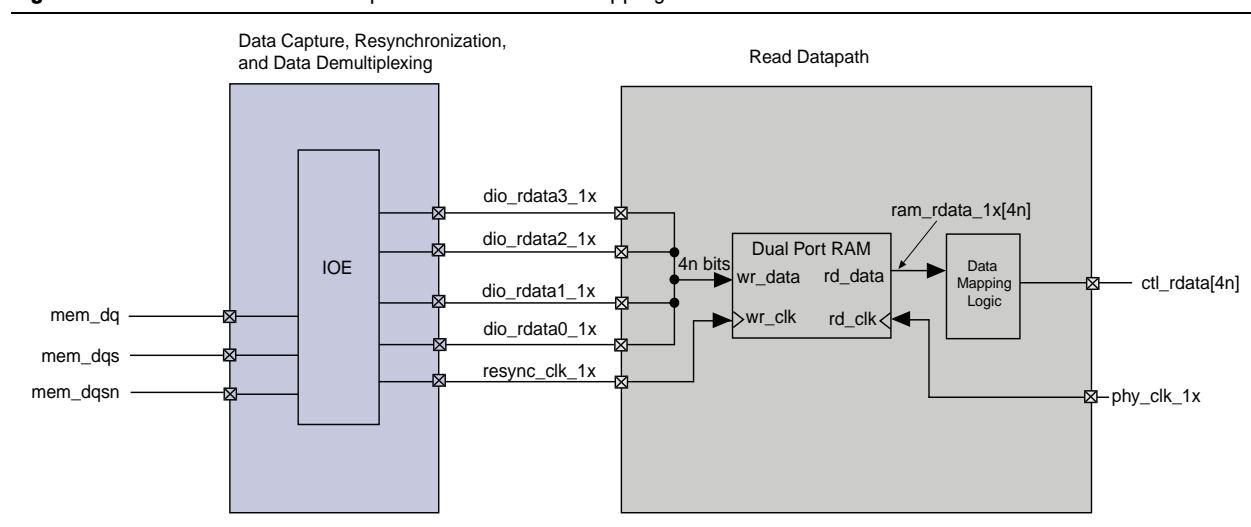 Data Capture, Resynchronization,
and Data Demultiplexing
Read Datapath
IOE
mem_dq
mem_dqs
mem_dqsn
dio_rdata3_1x
dio_rdata2_1x
dio_rdata1_1x
dio_rdata0_1x
resync_clk_1x
4n bits
Dual Port RAM
wr_data
rd_data
wr_clk
rd_clk
ram_rdata_1x[4n]
Data
Mapping
Logic
ctl_rdata[4n]
phy_clk_1x